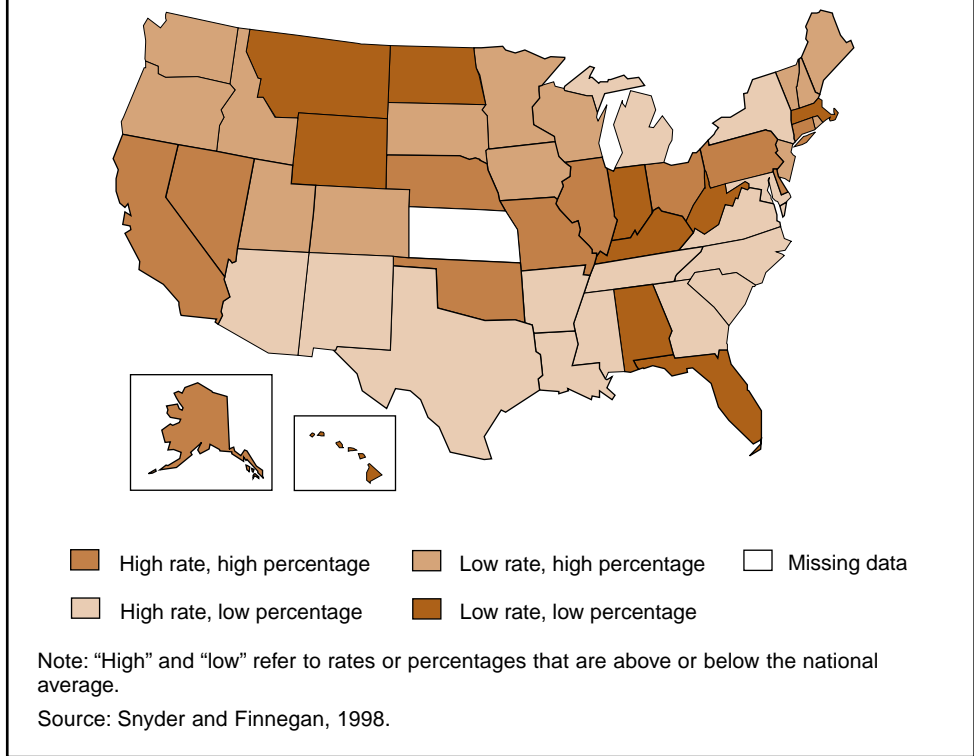 High rate, high percentage
Low rate, high percentage
Missing data
High rate, low percentage
Low rate, low percentage
Note: “High” and “low” refer to rates or percentages that are above or below the national
average.
Source: Snyder and Finnegan, 1998.